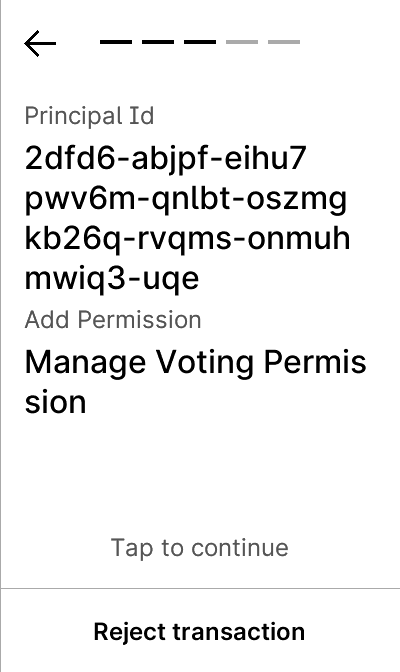 Principal Id
2dfd6-abjpf-eihu7
pwv6m-qnlbt-oszmg
kb26q-rvqms-onmuh
mwiq3-uqe
Add Permission
Manage Voting Permis
sion
Tap to continue
Reject transaction